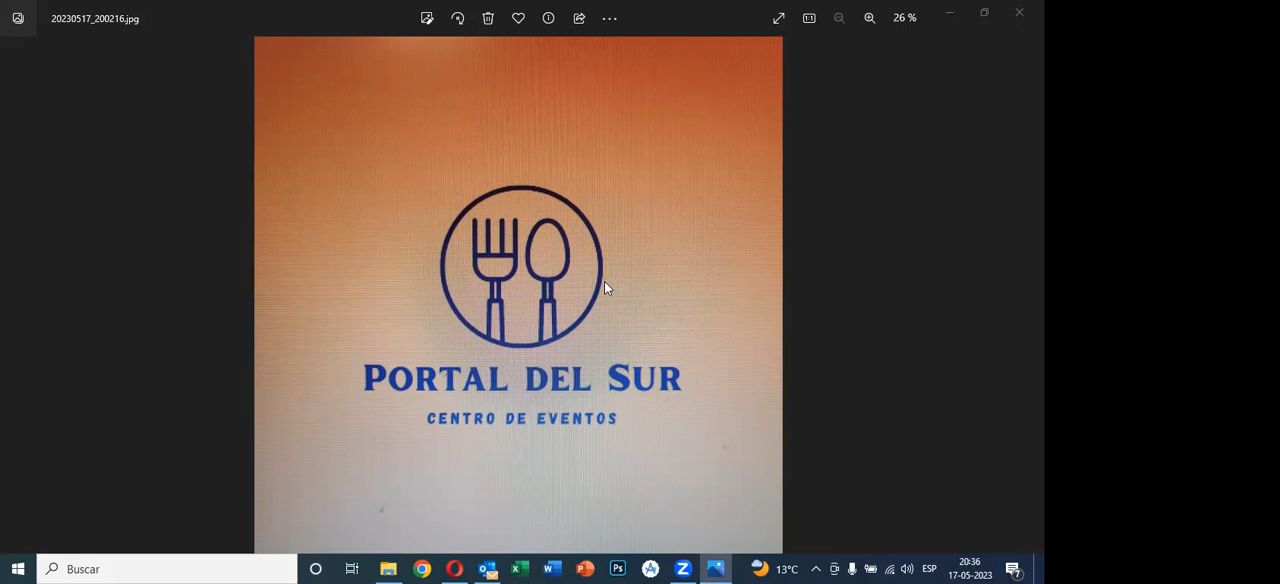 20230517_200216.jpg
26 %
PORTAL DEL SUR
CENTRO DE EVENTOS
Buscar
13°C
ESP
20:36
17-05-2023